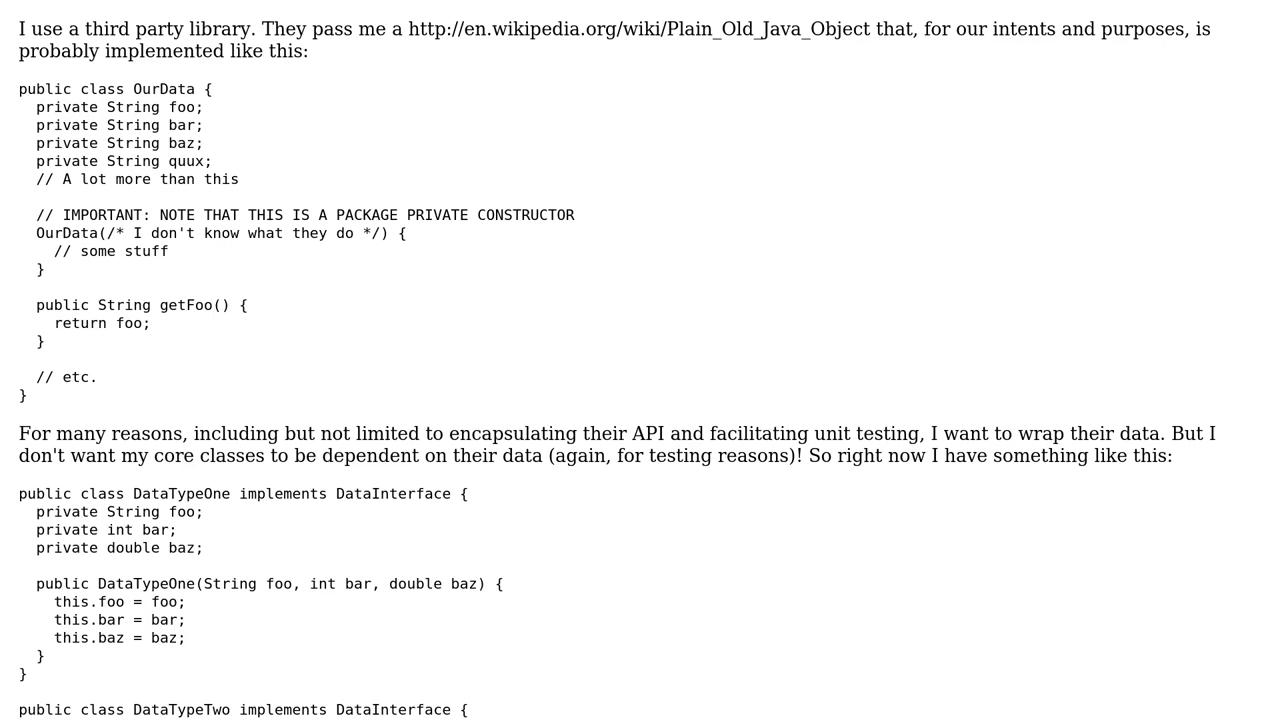 I use a third party library. They pass me a http://en.wikipedia.org/wiki/Plain_Old_Java_Object that, for our intents and purposes, is
probably implemented like this:
public class OurData {
  private String foo;
  private String bar;
  private String baz;
  private String quux;
  // A lot more than this

  // IMPORTANT: NOTE THAT THIS IS A PACKAGE PRIVATE CONSTRUCTOR
  OurData(/* I don't know what they do */) {
    // some stuff
  }

  public String getFoo() {
    return foo;
  }

  // etc.
}
For many reasons, including but not limited to encapsulating their API and facilitating unit testing, I want to wrap their data. But I
don't want my core classes to be dependent on their data (again, for testing reasons)! So right now I have something like this:
public class DataTypeOne implements DataInterface {
  private String foo;
  private int bar;
  private double baz;

  public DataTypeOne(String foo, int bar, double baz) {
    this.foo = foo;
    this.bar = bar;
    this.baz = baz;
  }
}

public class DataTypeTwo implements DataInterface {